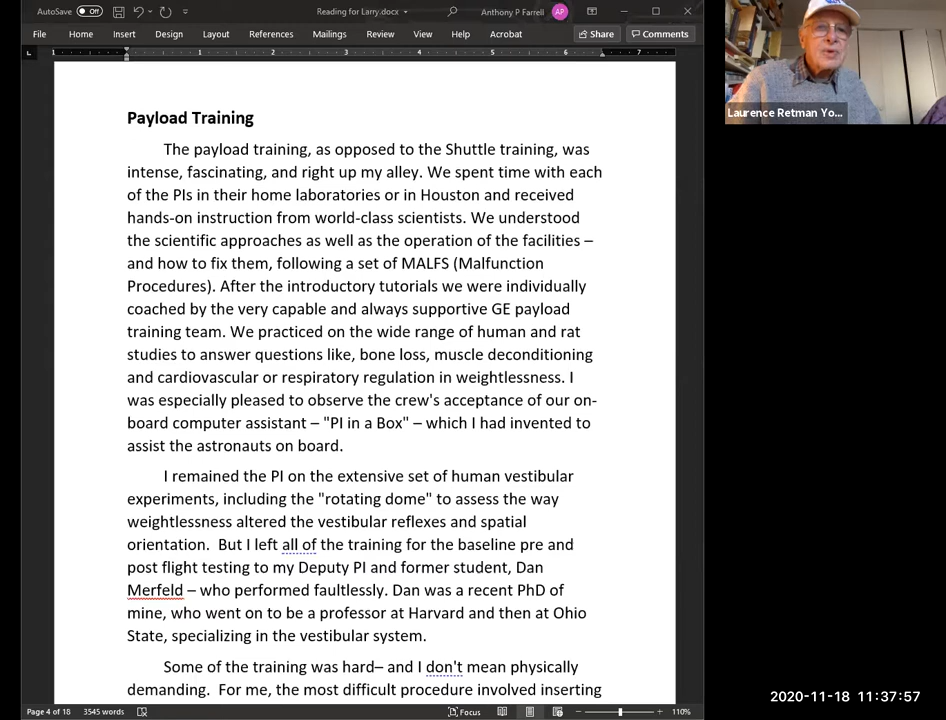 AutoSave Off Reading for Larry.docx Anthony P Farrell AP
File Home Insert Design Layout References Mailings Review View Help Acrobat Share Comments
1 1 2 3 4 5 6 7
Payload Training
The payload training, as opposed to the Shuttle training, was
intense, fascinating, and right up my alley. We spent time with each
of the PIs in their home laboratories or in Houston and received
hands-on instruction from world-class scientists. We understood
the scientific approaches as well as the operation of the facilities –
and how to fix them, following a set of MALFS (Malfunction
Procedures). After the introductory tutorials we were individually
coached by the very capable and always supportive GE payload
training team. We practiced on the wide range of human and rat
studies to answer questions like, bone loss, muscle deconditioning
and cardiovascular or respiratory regulation in weightlessness. I
was especially pleased to observe the crew's acceptance of our on-
board computer assistant – "PI in a Box" – which I had invented to
assist the astronauts on board.
I remained the PI on the extensive set of human vestibular
experiments, including the "rotating dome" to assess the way
weightlessness altered the vestibular reflexes and spatial
orientation.  But I left all of the training for the baseline pre and
post flight testing to my Deputy PI and former student, Dan
Merfeld – who performed faultlessly. Dan was a recent PhD of
mine, who went on to be a professor at Harvard and then at Ohio
State, specializing in the vestibular system.
Some of the training was hard– and I don't mean physically
demanding.  For me, the most difficult procedure involved inserting
Page 4 of 18 3545 words Focus 110%
Laurence Retman Yo...
2020-11-18 11:37:57